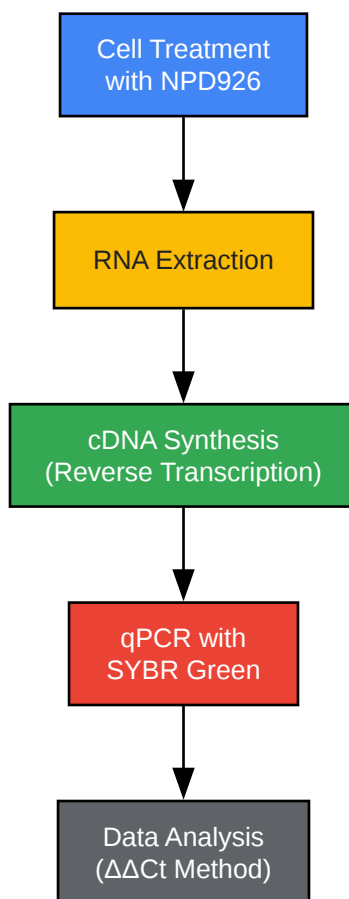 Cell Treatment
with NPD926
RNA Extraction
cDNA Synthesis
(Reverse Transcription)
qPCR with
SYBR Green
Data Analysis
(ΔΔCt Method)